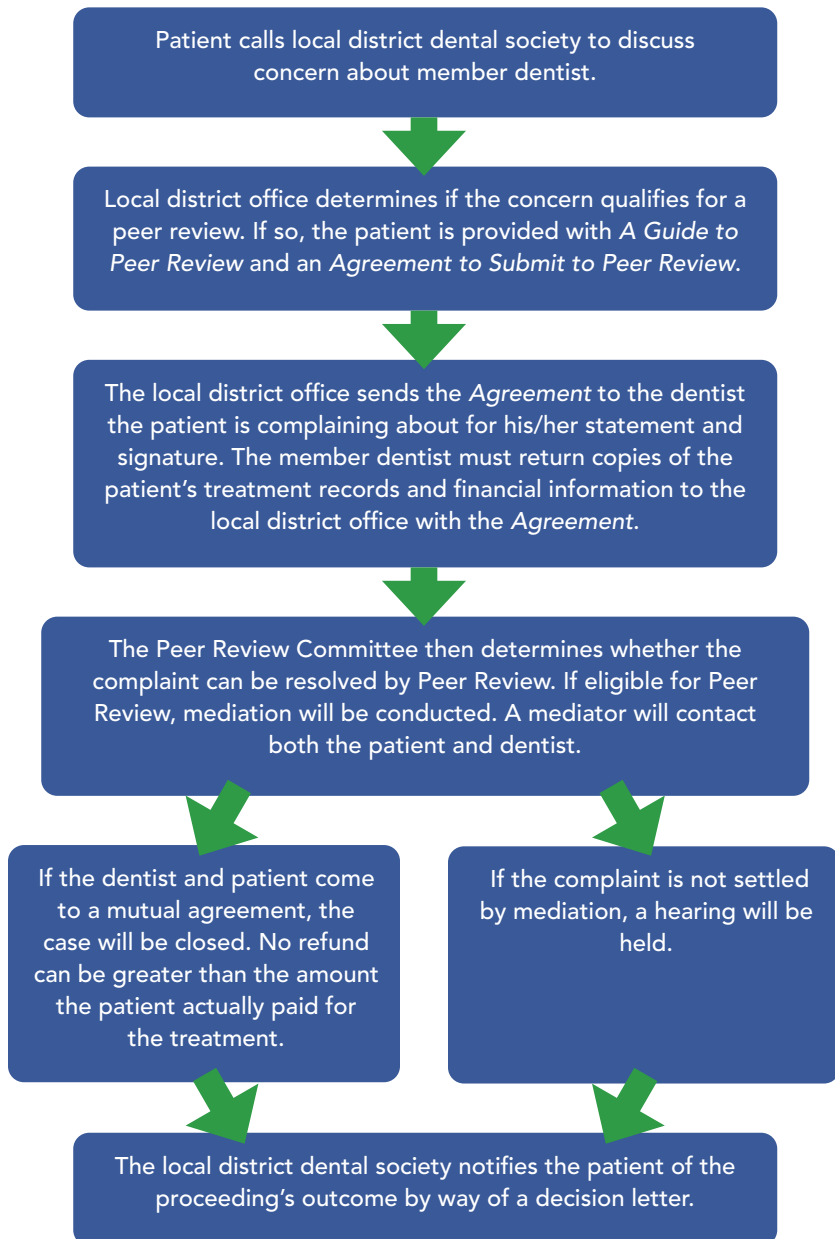 Patient calls local district dental society to discuss
concern about member dentist.
Local district office determines if the concern qualifies for a
peer review. If so, the patient is provided with A Guide to
Peer Review and an Agreement to Submit to Peer Review.
The local district office sends the Agreement to the dentist
the patient is complaining about for his/her statement and
signature. The member dentist must return copies of the
patient’s treatment records and financial information to the
local district office with the Agreement.
The Peer Review Committee then determines whether the
complaint can be resolved by Peer Review. If eligible for Peer
Review, mediation will be conducted. A mediator will contact
both the patient and dentist.
If the dentist and patient come
to a mutual agreement, the
case will be closed. No refund
can be greater than the amount
the patient actually paid for
the treatment.
If the complaint is not settled
by mediation, a hearing will be
held.
The local district dental society notifies the patient of the
proceeding’s outcome by way of a decision letter.